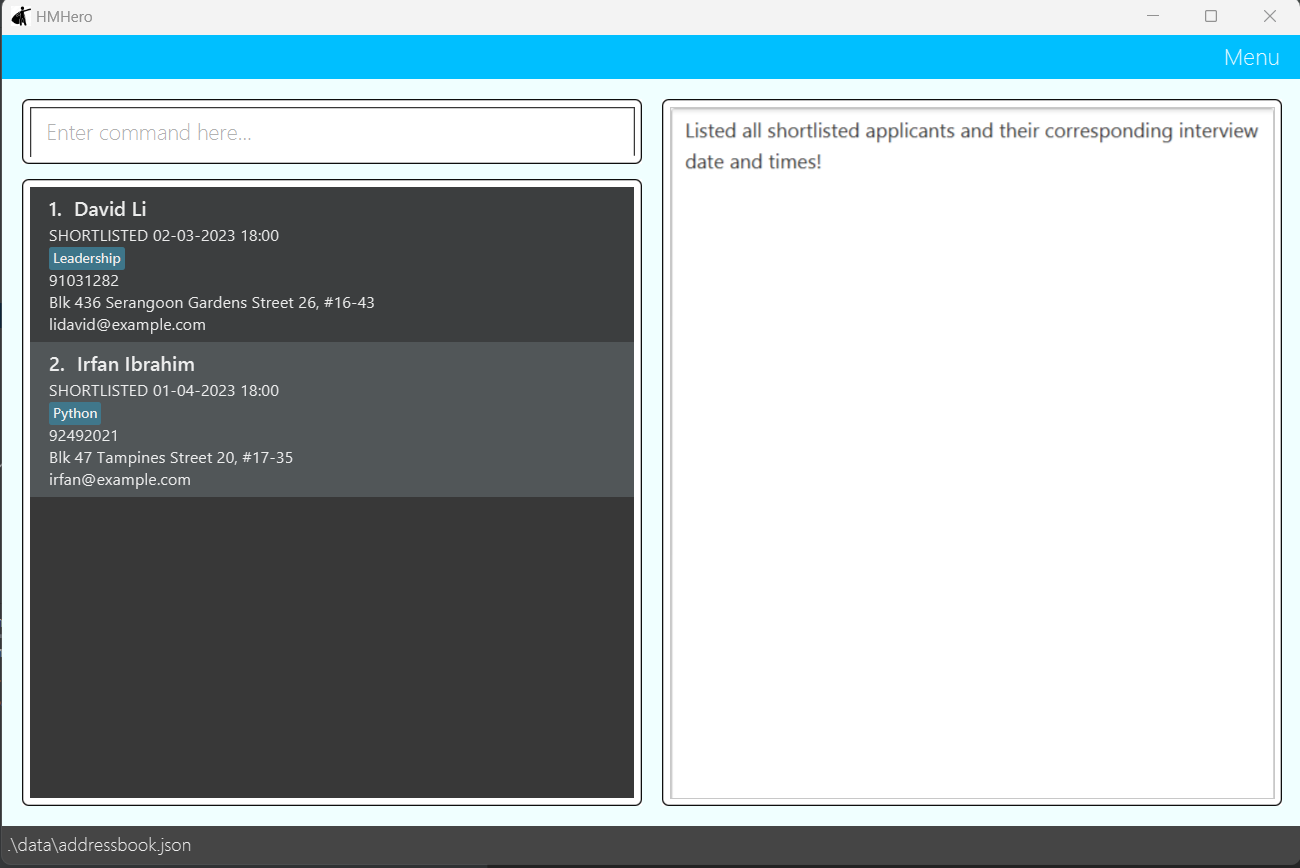 HMHero
Menu
Enter command here...
1. David Li
SHORTLISTED 02-03-2023 18:00
Leadership
91031282
Blk 436 Serangoon Gardens Street 26, #16-43
lidavid@example.com
2. Irfan Ibrahim
SHORTLISTED 01-04-2023 18:00
Python
92492021
Blk 47 Tampines Street 20, #17-35
irfan@example.com
Listed all shortlisted applicants and their corresponding interview
date and times!
.\data\addressbook.json